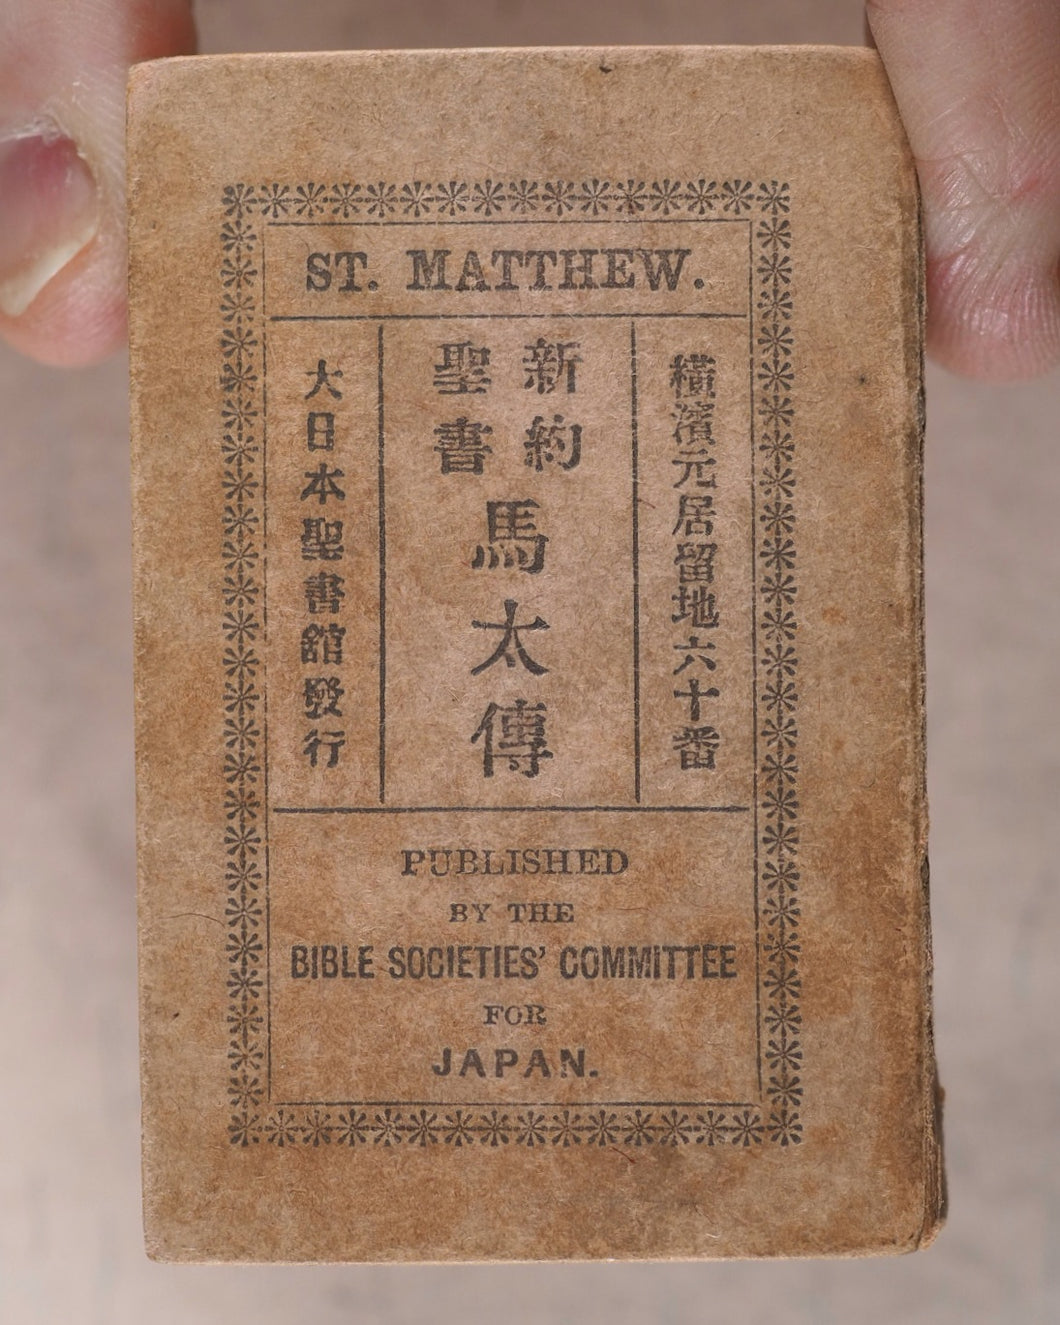 ST. MATTHEW.
橫濱元居留地六十番
新約
聖書
馬太傳
大日本聖書舘發行
PUBLISHED
BY THE
BIBLE SOCIETIES' COMMITTEE
FOR
JAPAN.